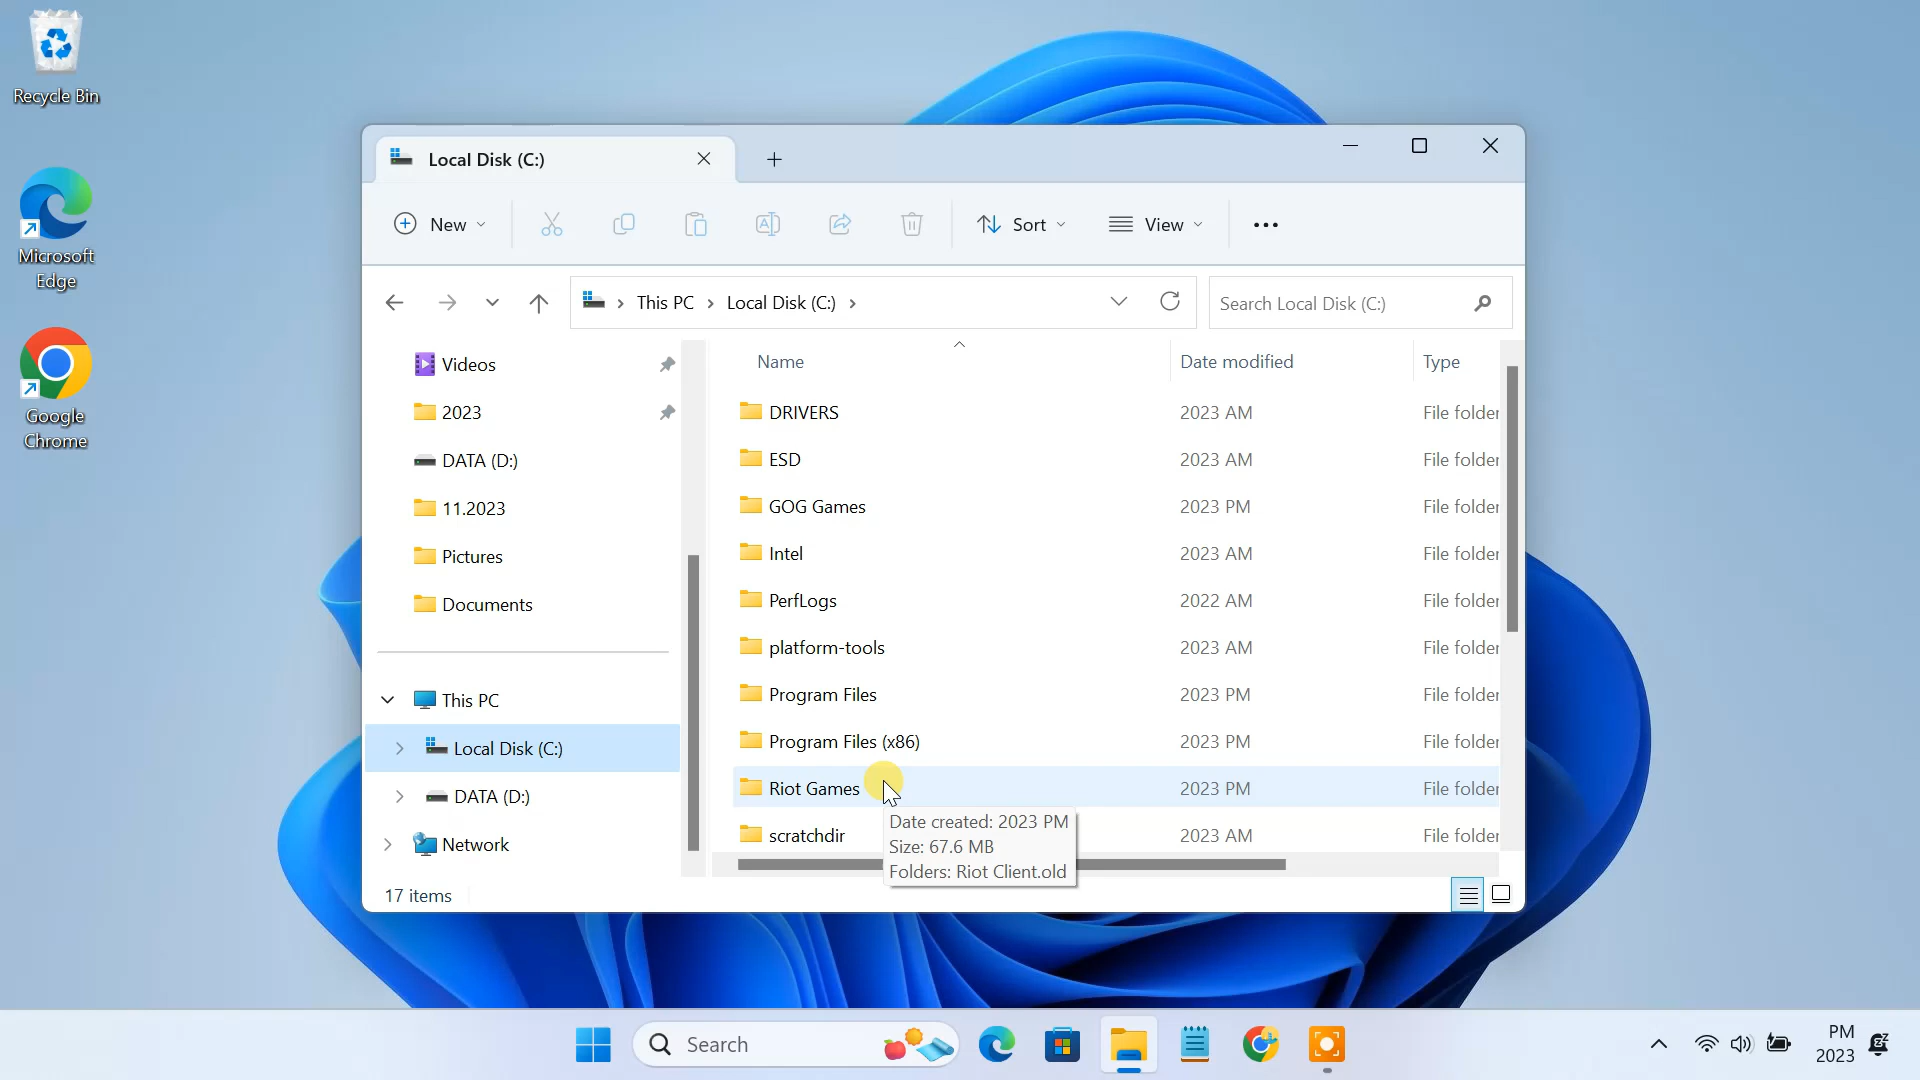 Recycle Bin
Microsoft
Edge
Google
Chrome
Local Disk (C:)
New
Sort
View
This PC
Local Disk (C:)
Search Local Disk (C:)
Videos
2023
DATA (D:)
11.2023
Pictures
Documents
This PC
Local Disk (C:)
DATA (D:)
Network
Name Date modified Type
DRIVERS 2023 AM File folder
ESD 2023 AM File folder
GOG Games 2023 PM File folder
Intel 2023 AM File folder
PerfLogs 2022 AM File folder
platform-tools 2023 AM File folder
Program Files 2023 PM File folder
Program Files (x86) 2023 PM File folder
Riot Games 2023 PM File folder
scratchdir 2023 AM File folder
Date created: 2023 PM
Size: 67.6 MB
Folders: Riot Client.old
17 items
Search
PM
2023